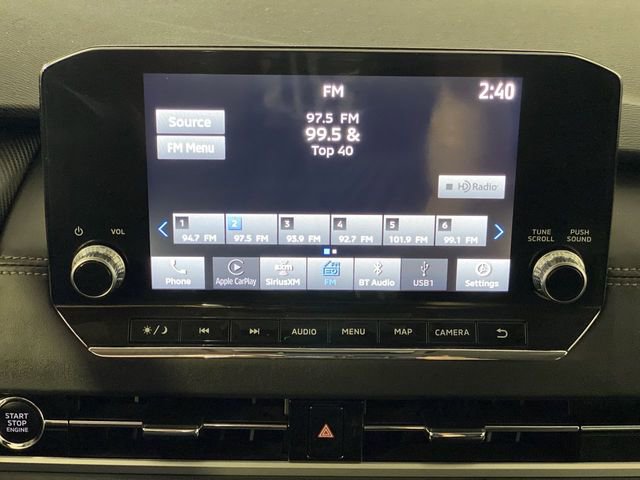 FM
2:40
Source
FM Menu
97.5 FM
99.5 &
Top 40
HD Radio
1
2
3
4
5
6
94.7 FM
97.5 FM
93.9 FM
92.7 FM
101.9 FM
99.1 FM
Phone
Apple CarPlay
SiriusXM
FM
BT Audio
USB1
Settings
VOL
TUNE
SCROLL
PUSH
SOUND
AUDIO
MENU
MAP
CAMERA
START
STOP
ENGINE